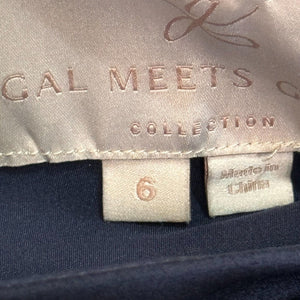 GAL MEETS G
COLLECTION
6
Made in
China